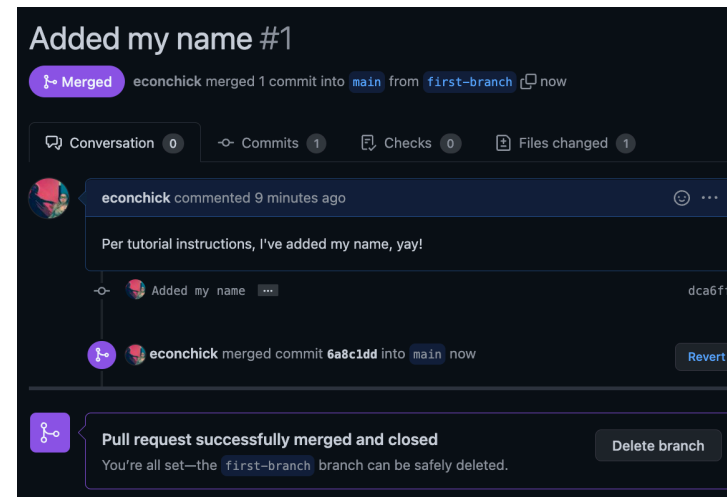 Added my name #1
Merged econchick merged 1 commit into main from first-branch now
Conversation 0 Commits 1 Checks 0 Files changed 1
econchick commented 9 minutes ago
Per tutorial instructions, I've added my name, yay!
Added my name ... dca6f
econchick merged commit 6a8c1dd into main now Revert
Pull request successfully merged and closed
You're all set—the first-branch branch can be safely deleted.
Delete branch